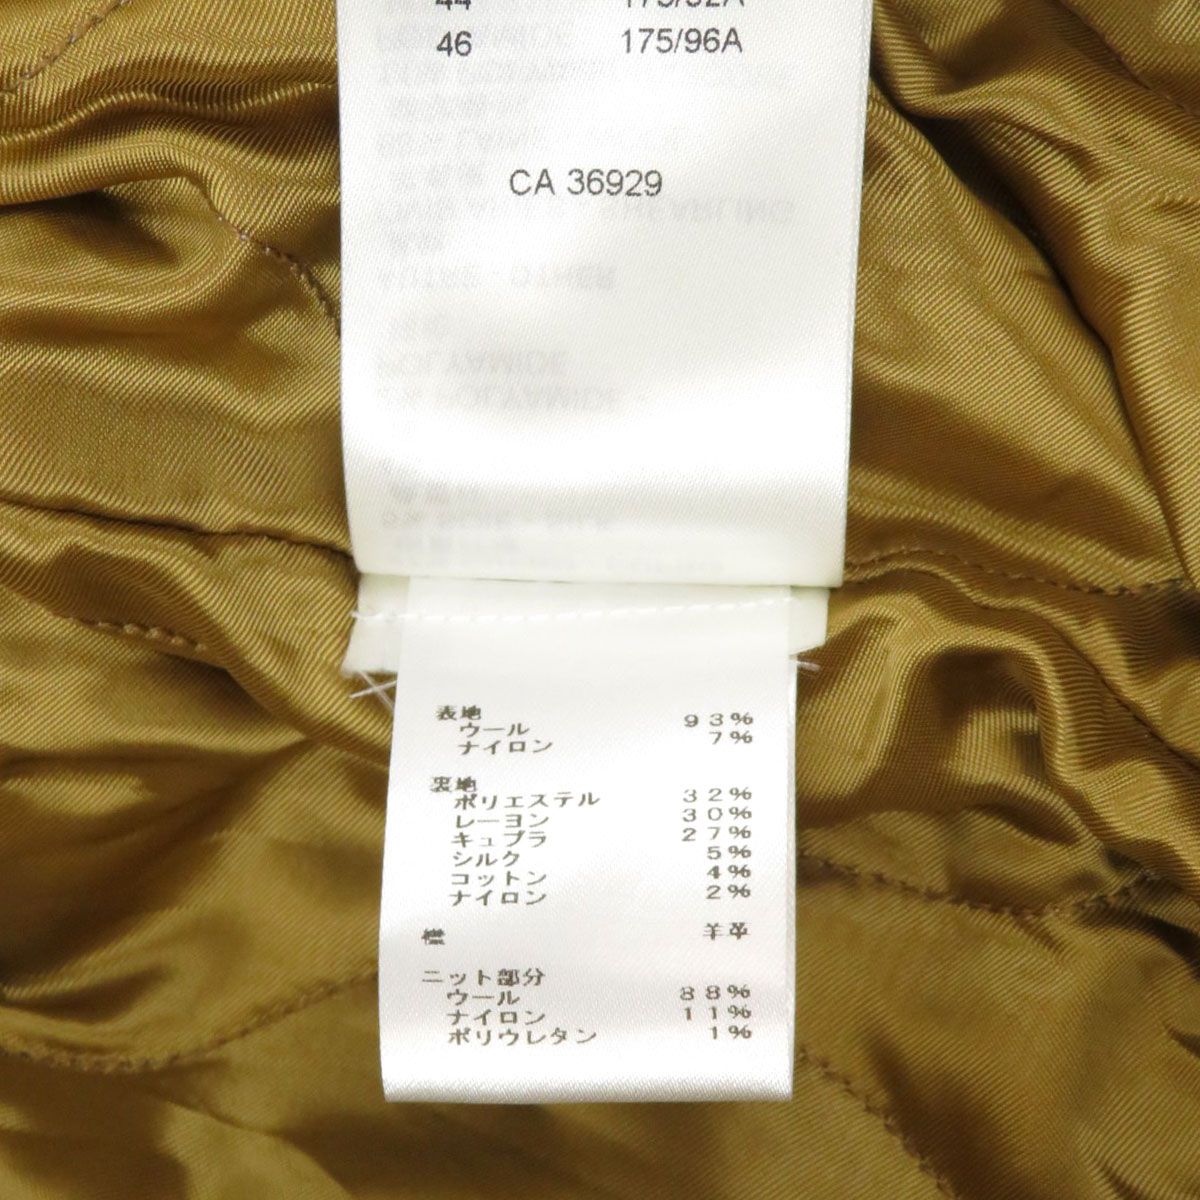 44 175/92A
46 175/96A
CA 36929
表地
ウール 93%
ナイロン 7%
裏地
ポリエステル 32%
レーヨン 30%
キュプラ 27%
シルク 5%
コットン 4%
ナイロン 2%
羊革
ニット部分
ウール 88%
ナイロン 11%
ポリウレタン 1%